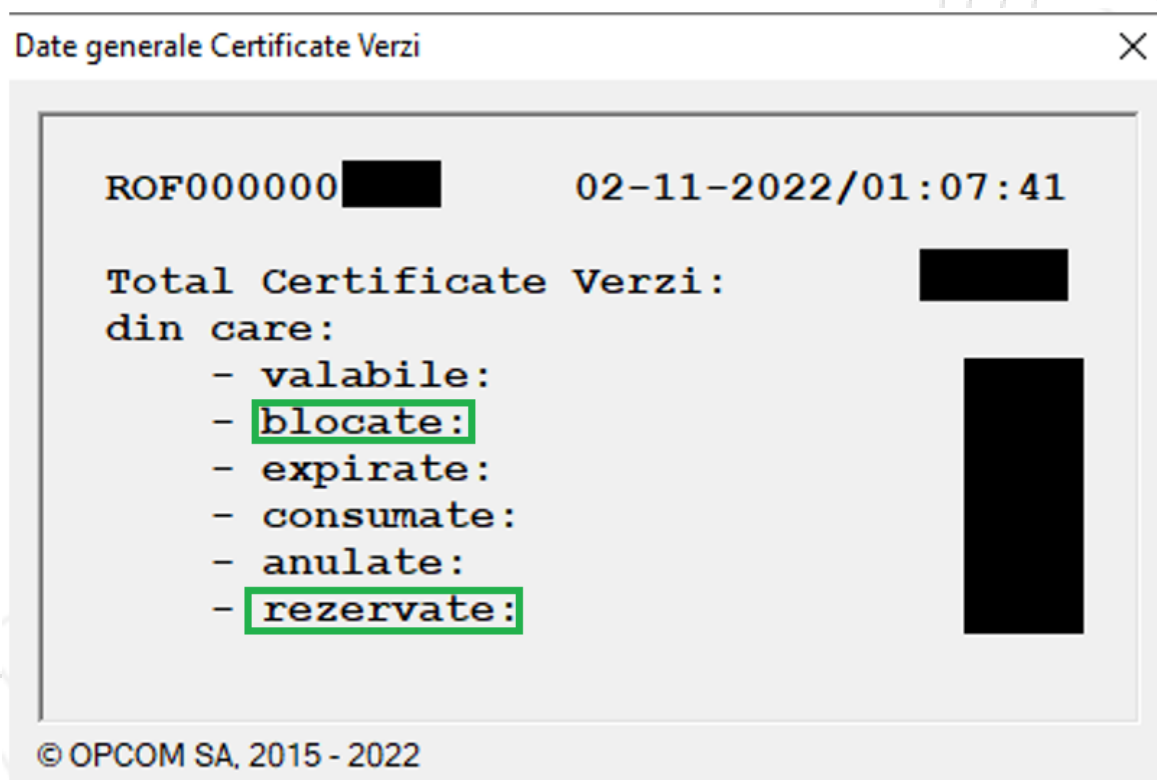 Date generale Certificate Verzi
ROF000000 02-11-2022/01:07:41
Total Certificate Verzi:
din care:
- valabile:
- blocate:
- expirate:
- consumate:
- anulate:
- rezervate:
© OPCOM SA, 2015 - 2022